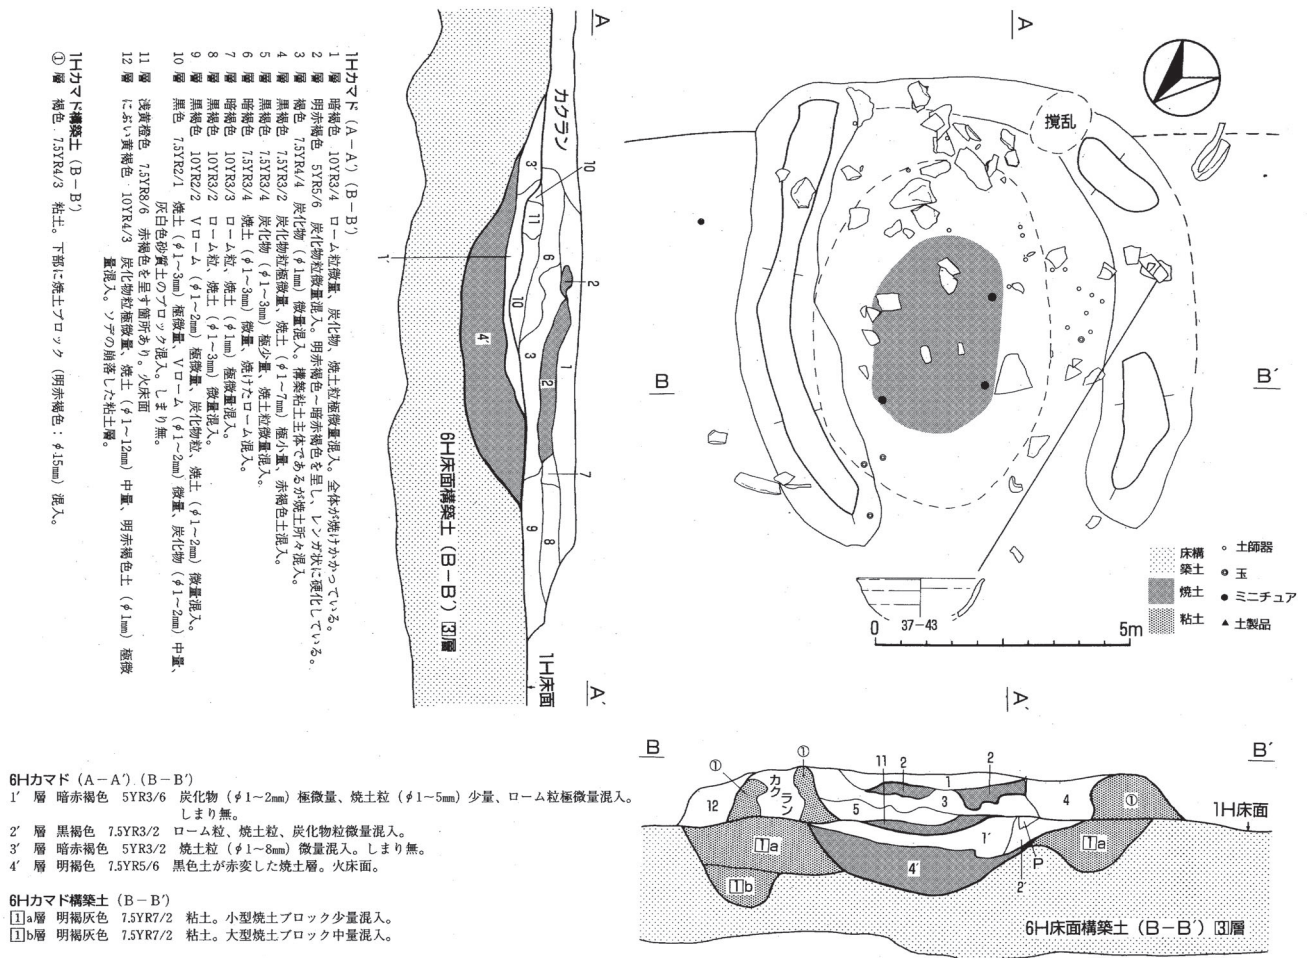 1Hカマド（A－A′）（B－B′）
1 層 暗褐色 10YR3/4 ローム粒微量、炭化物、焼土粒極微量混入。全体が焼けかかっている。
2 層 明赤褐色 5YR5/6 炭化物粒微量混入。明赤褐色～暗赤褐色を呈し、レンガ状に硬化している。
3 層 褐色 7.5YR4/4 炭化物（φ1㎜）微量混入。構築粘土主体であるが焼土所々混入。
4 層 黒褐色 7.5YR3/2 炭化物粒極微量、焼土（φ1～7㎜）極小量、赤褐色土混入。
5 層 暗褐色 7.5YR3/4 炭化物（φ1～3㎜）極少量、焼土粒微量混入。
6 層 暗褐色 7.5YR3/4 焼土（φ1～3㎜）微量、焼けたローム混入。
7 層 暗褐色 10YR3/3 ローム粒、焼土（φ1㎜）極微量混入。
8 層 黒褐色 10YR3/2 ローム粒、焼土（φ1～3㎜）微量混入。
9 層 黒褐色 10YR2/2 Vローム（φ1～2㎜）極微量、炭化物粒、焼土（φ1～2㎜）微量混入。
10 層 黒色 7.5YR2/1 焼土（φ1～3㎜）極微量、Vローム（φ1～2㎜）微量、炭化物（φ1～2㎜）中量、
灰白色砂質土のブロック混入。しまり無。
11 層 浅黄橙色 7.5YR8/6 赤褐色を呈す箇所あり。火床面
12 層 にぶい黄褐色 10YR4/3 炭化物粒極微量、焼土（φ1～12㎜）中量、明赤褐色土（φ1㎜）極微
量混入。ソデの崩落した粘土層。
1Hカマド構築土（B－B′）
① 層 褐色 7.5YR4/3 粘土。下部に焼土ブロック（明赤褐色：φ15㎜）混入。
A
カクラン
3′
10
11
1′
6
2
10
4′
3
2
1
7
9
8
6H床面構築土（B－B′）3層
1H床面
A′
A
撹乱
B
B′
37－43
0
5m
床構
築土
焼土
粘土
土師器
玉
ミニチュア
土製品
A′
B
B′
①
①
カクラン
11
2
2
1
12
5
3
4
①
1H床面
1a
1b
4′
1′
2′
P
1a
6H床面構築土（B－B′）3層
6Hカマド（A－A′）（B－B′）
1′ 層 暗赤褐色 5YR3/6 炭化物（φ1～2㎜）極微量、焼土粒（φ1～5㎜）少量、ローム粒極微量混入。
しまり無。
2′ 層 黒褐色 7.5YR3/2 ローム粒、焼土粒、炭化物粒微量混入。
3′ 層 暗赤褐色 5YR3/2 焼土粒（φ1～8㎜）微量混入。しまり無。
4′ 層 明褐色 7.5YR5/6 黒色土が赤変した焼土層。火床面。
6Hカマド構築土（B－B′）
1a層 明褐灰色 7.5YR7/2 粘土。小型焼土ブロック少量混入。
1b層 明褐灰色 7.5YR7/2 粘土。大型焼土ブロック中量混入。